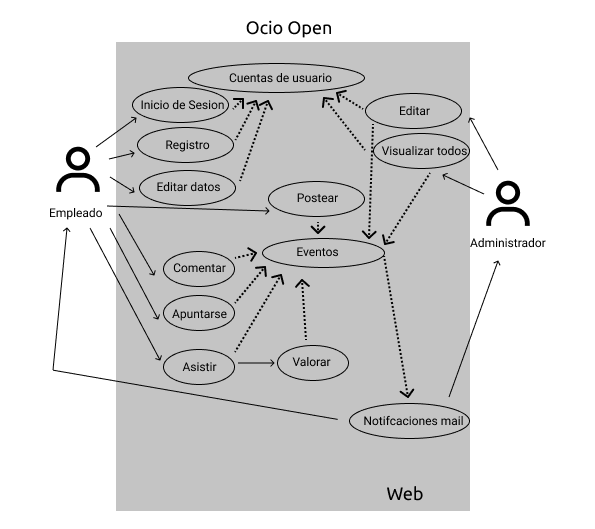 Ocio Open
Cuentas de usuario
Inicio de Sesion
Editar
Registro
Visualizar todos
Editar datos
Postear
Empleado
Administrador
Eventos
Comentar
Apuntarse
Asistir
Valorar
Notifcaciones mail
Web